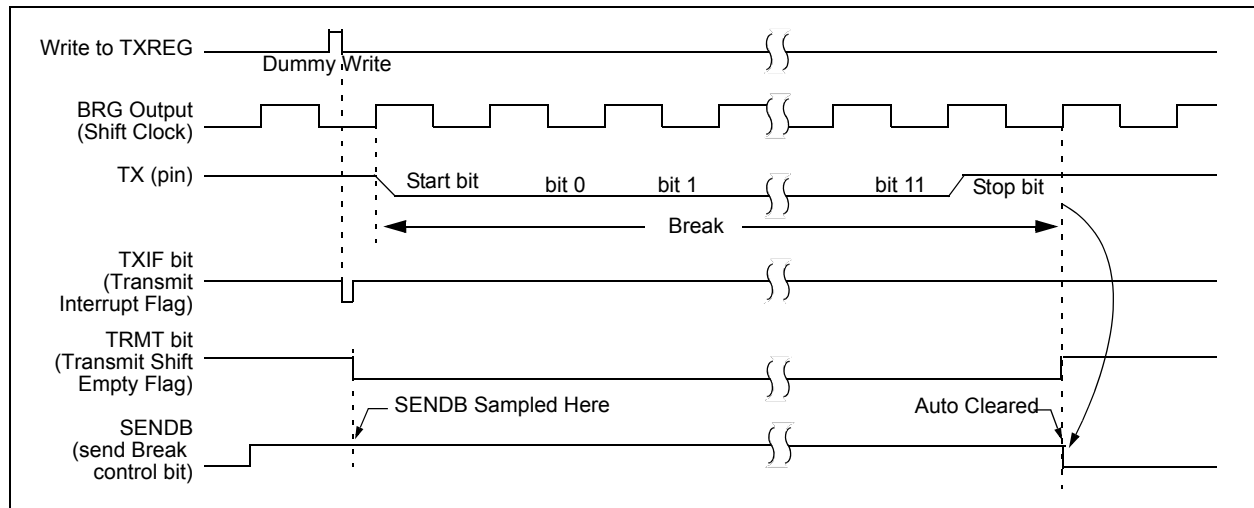 Write to TXREG
Dummy Write
BRG Output
(Shift Clock)
TX (pin)
Start bit
bit 0
bit 1
bit 11
Stop bit
Break
TXIF bit
(Transmit
Interrupt Flag)
TRMT bit
(Transmit Shift
Empty Flag)
SENDB Sampled Here
Auto Cleared
SENDB
(send Break
control bit)